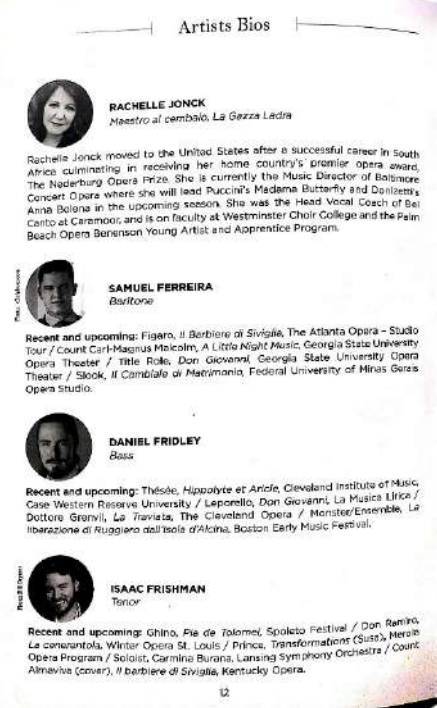 Artists Bios
RACHELLE JONCK
Maestro al cembalo, La Gazza Ladra
Rachelle Jonck moved to the United States after a successful career in South
Africa culminating in receiving her home country's premier opera award,
The Nederburg Opera Prize. She is currently the Music Director of Baltimore
Concert Opera where she will lead Puccini's Madama Butterfly and Donizetti's
Anna Bolena in the upcoming season. She was the Head Vocal Coach of Bel
Canto at Caramoor, and is on faculty at Westminster Choir College and the Palm
Beach Opera Benenson Young Artist and Apprentice Program.
SAMUEL FERREIRA
Baritone
Recent and upcoming: Figaro, Il Barbiere di Siviglia, The Atlanta Opera – Studio
Tour / Count Carl-Magnus Malcolm, A Little Night Music, Georgia State University
Opera Theater / Title Role, Don Giovanni, Georgia State University Opera
Theater / Slook, Il Cambiale di Matrimonio, Federal University of Minas Gerais
Opera Studio.
DANIEL FRIDLEY
Bass
Recent and upcoming: Thésée, Hippolyte et Aricie, Cleveland Institute of Music,
Case Western Reserve University / Leporello, Don Giovanni, La Musica Lirica /
Dottore Grenvil, La Traviata, The Cleveland Opera / Monster/Ensemble, La
liberazione di Ruggiero dall'isola d'Alcina, Boston Early Music Festival.
ISAAC FRISHMAN
Tenor
Recent and upcoming: Ghino, Pia de' Tolomei, Spoleto Festival / Don Ramiro,
La cenerentola, Winter Opera St. Louis / Prince, Transformations (Susa), Merola
Opera Program / Soloist, Carmina Burana, Lansing Symphony Orchestra / Count
Almaviva (cover), Il barbiere di Siviglia, Kentucky Opera.
12